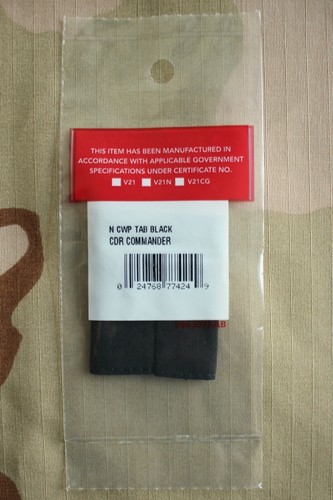 THIS ITEM HAS BEEN MANUFACTURED IN
ACCORDANCE WITH APPLICABLE GOVERNMENT
SPECIFICATIONS UNDER CERTIFICATE NO.
V21 V21N V21CG
N CWP TAB BLACK
CDR COMMANDER
0 24768 77424 9